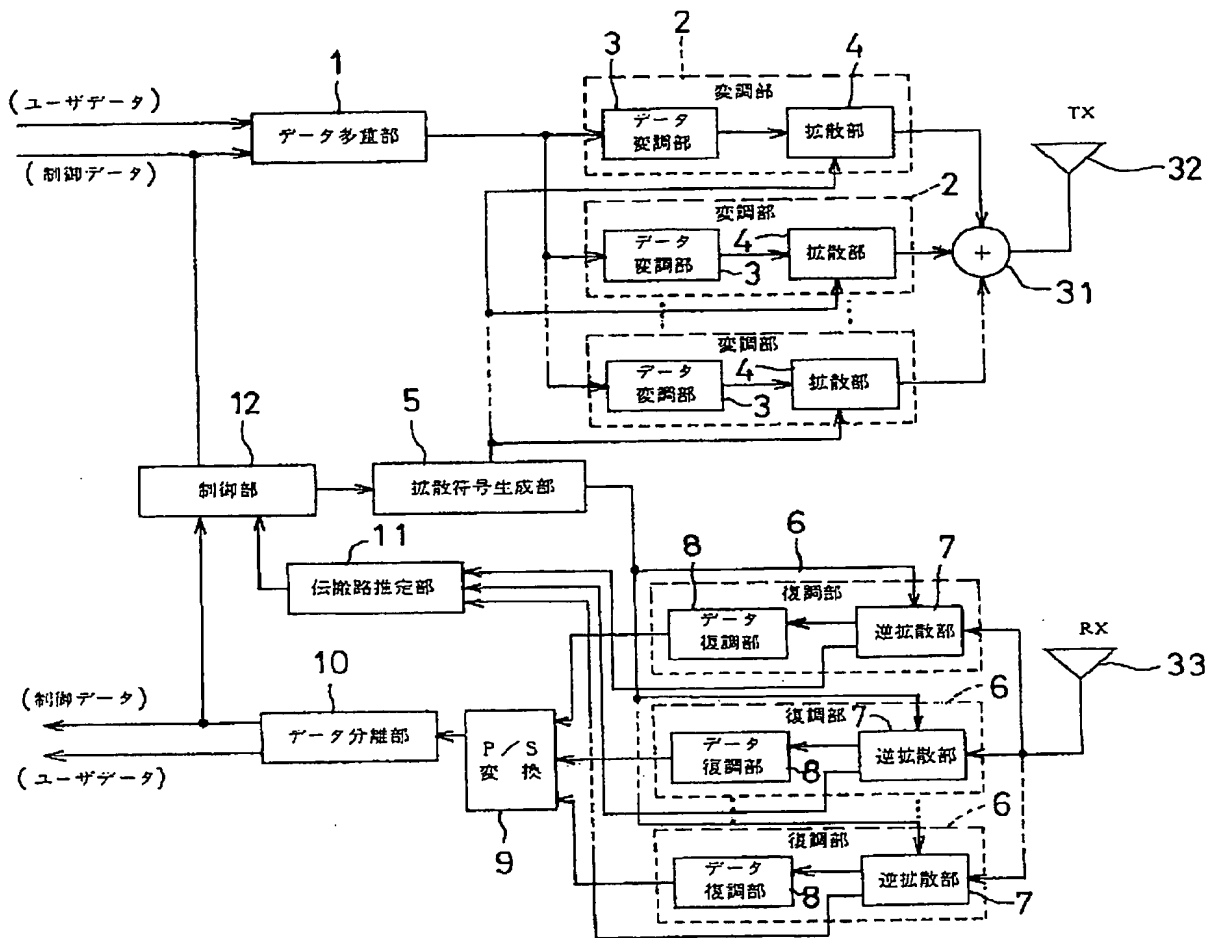 2
3
4
1
(ユーザデータ)
変調部
TX
データ
変調部
拡散部
データ多重部
(制御データ)
32
2
変調部
データ
変調部
4
拡散部
3
+
31
変調部
データ
変調部
4
拡散部
3
12
5
制御部
拡散符号生成部
11
6
7
8
伝搬路推定部
復調部
データ
復調部
逆拡散部
RX
33
(制御データ)
10
6
復調部
7
データ分離部
P/S
変換
データ
復調部
8
逆拡散部
(ユーザデータ)
6
復調部
9
データ
復調部
8
逆拡散部
7